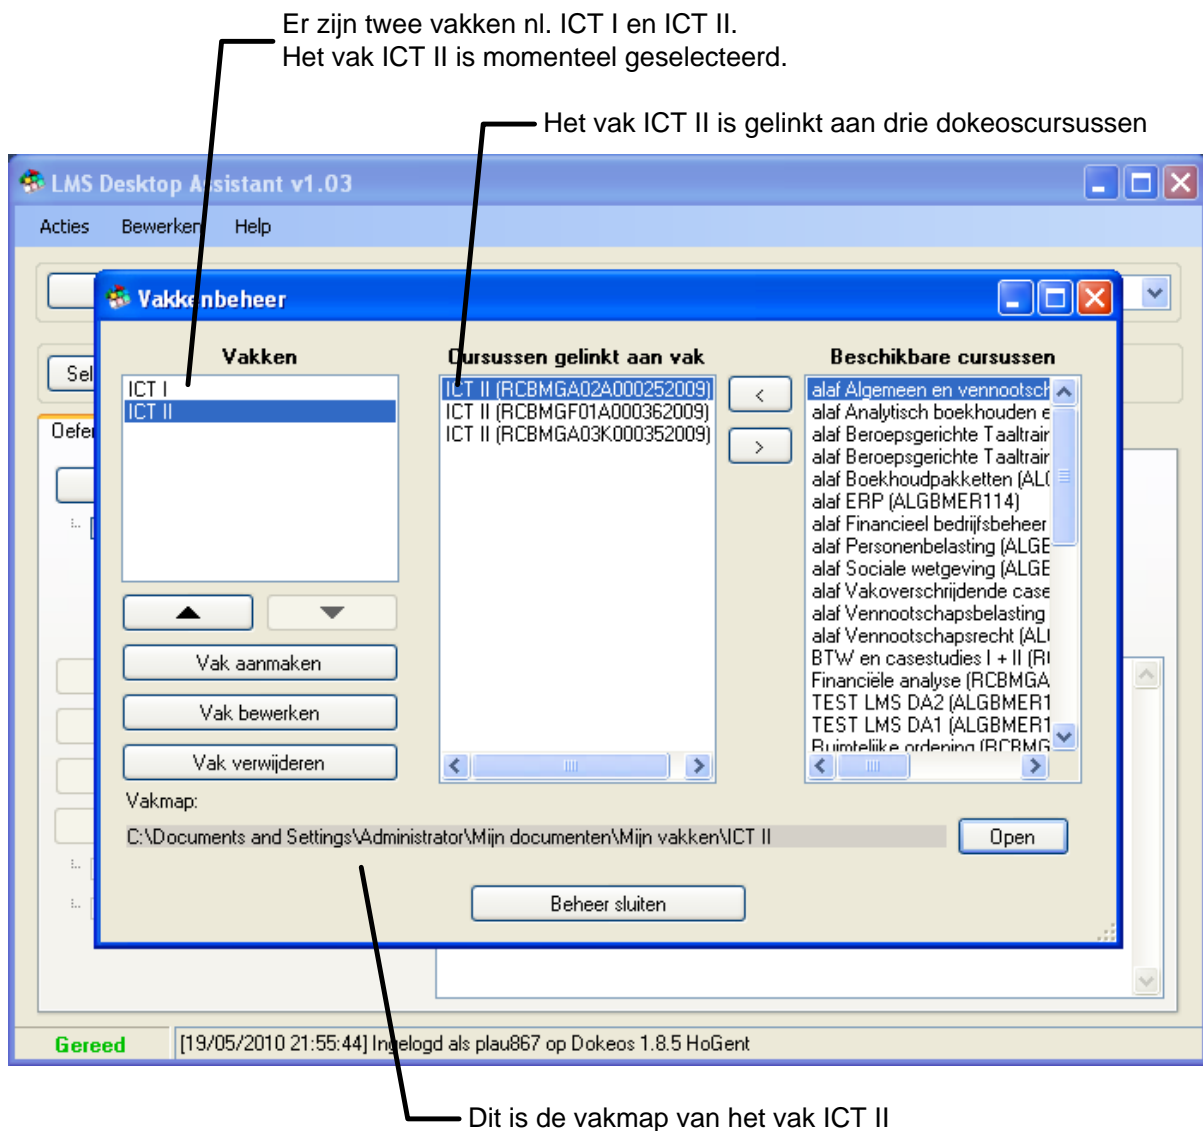 Er zijn twee vakken nl. ICT I en ICT II.
Het vak ICT II is momenteel geselecteerd.
Het vak ICT II is gelinkt aan drie dokeoscursussen
LMS Desktop Assistant v1.03
Acties Bewerken Help
Vakkenbeheer
Vakken
Cursussen gelinkt aan vak
Beschikbare cursussen
Sel
Oefer
ICT I
ICT II
ICT II (RCBMGA02A000252009)
ICT II (RCBMGF01A000362009)
ICT II (RCBMGA03K000352009)
<
>
alaf Algemeen en vennootsch
alaf Analytisch boekhouden e
alaf Beroepsgerichte Taaltrair
alaf Beroepsgerichte Taaltrair
alaf Boekhoudpakketten (AL(
alaf ERP (ALGBMER114)
alaf Financieel bedrijfsbeheer
alaf Personenbelasting (ALGE
alaf Sociale wetgeving (ALGE
alaf Vakoverschrijdende case
alaf Vennootschapsbelasting
alaf Vennootschapsrecht (AL
BTW en casestudies I + II (R
Financiële analyse (RCBMGA
TEST LMS DA2 (ALGBMER1
TEST LMS DA1 (ALGBMER1
Ruimtelijke ordening (RCBMG
Vak aanmaken
Vak bewerken
Vak verwijderen
Vakmap:
C:\Documents and Settings\Administrator\Mijn documenten\Mijn vakken\ICT II
Open
Beheer sluiten
Gereed
[19/05/2010 21:55:44] Ingelogd als plau867 op Dokeos 1.8.5 HoGent
Dit is de vakmap van het vak ICT II